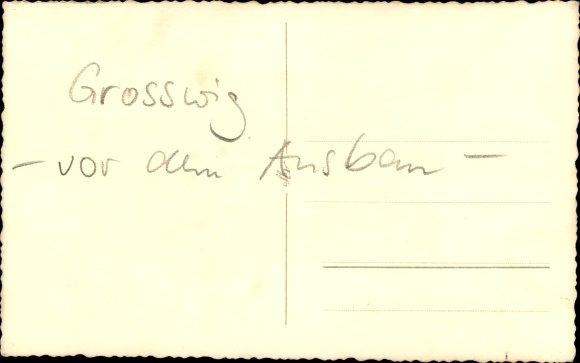 Grosswig
- vor dem Ausbau -